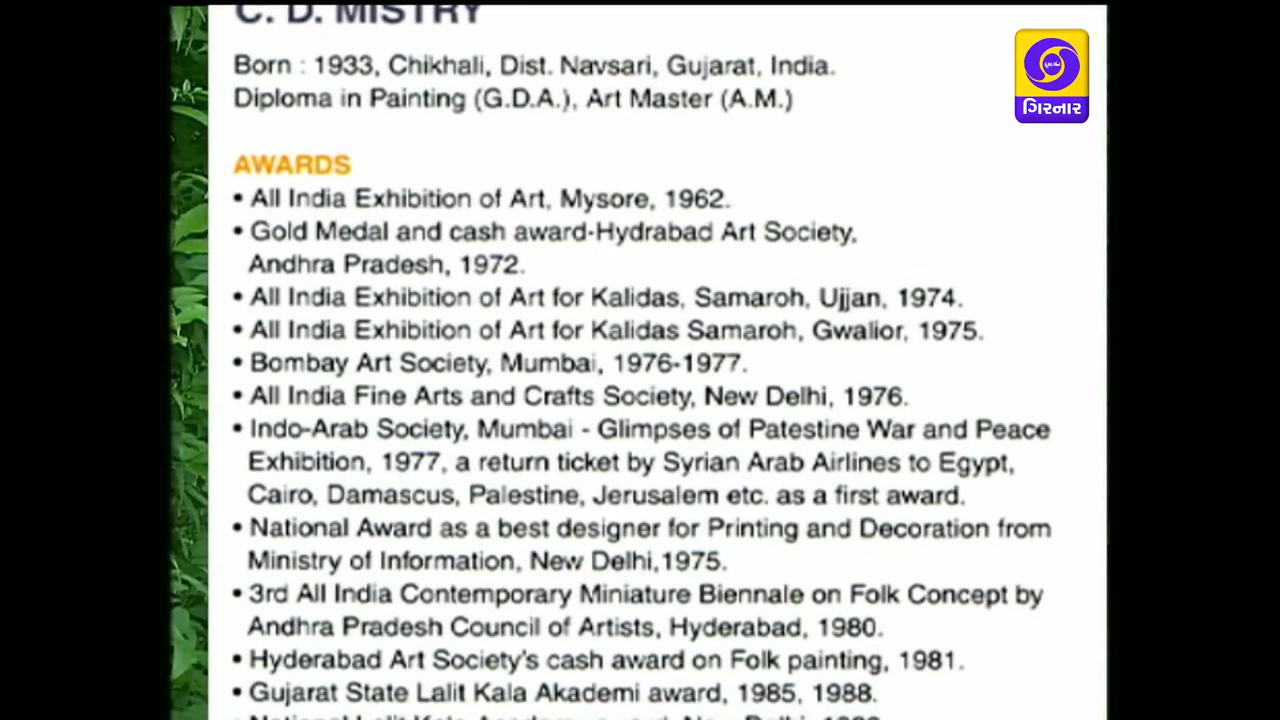 C. D. MISTRY
Born : 1933, Chikhali, Dist. Navsari, Gujarat, India.
Diploma in Painting (G.D.A.), Art Master (A.M.)
ગિરનાર
AWARDS
• All India Exhibition of Art, Mysore, 1962.
• Gold Medal and cash award-Hydrabad Art Society,
Andhra Pradesh, 1972.
• All India Exhibition of Art for Kalidas, Samaroh, Ujjan, 1974.
• All India Exhibition of Art for Kalidas Samaroh, Gwalior, 1975.
• Bombay Art Society, Mumbai, 1976-1977.
• All India Fine Arts and Crafts Society, New Delhi, 1976.
• Indo-Arab Society, Mumbai - Glimpses of Patestine War and Peace
Exhibition, 1977, a return ticket by Syrian Arab Airlines to Egypt,
Cairo, Damascus, Palestine, Jerusalem etc. as a first award.
• National Award as a best designer for Printing and Decoration from
Ministry of Information, New Delhi,1975.
• 3rd All India Contemporary Miniature Biennale on Folk Concept by
Andhra Pradesh Council of Artists, Hyderabad, 1980.
• Hyderabad Art Society's cash award on Folk painting, 1981.
• Gujarat State Lalit Kala Akademi award, 1985, 1988.